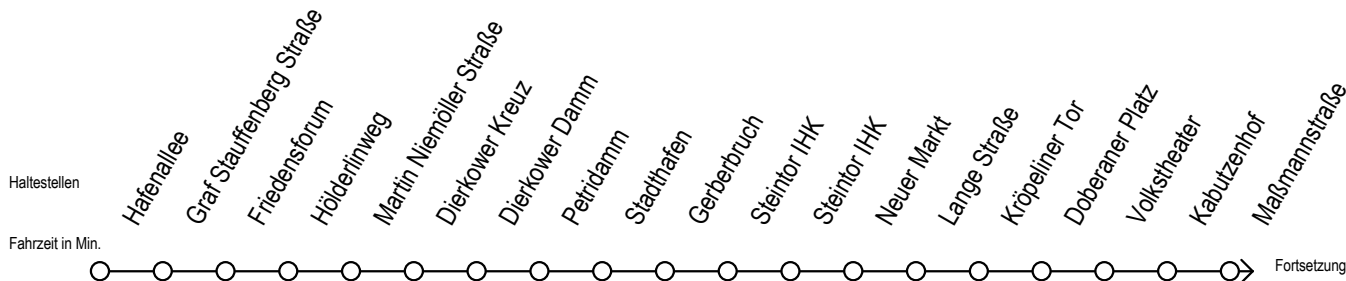 Haltestellen
Hafenallee
Graf Stauffenberg Straße
Friedensforum
Hölderlinweg
Martin Niemöller Straße
Dierkower Kreuz
Dierkower Damm
Petridamm
Stadthafen
Gerberbruch
Steintor IHK
Steintor IHK
Neuer Markt
Lange Straße
Kröpeliner Tor
Doberaner Platz
Volkstheater
Kabutzenhof
Maßmannstraße
Fahrzeit in Min.
Fortsetzung